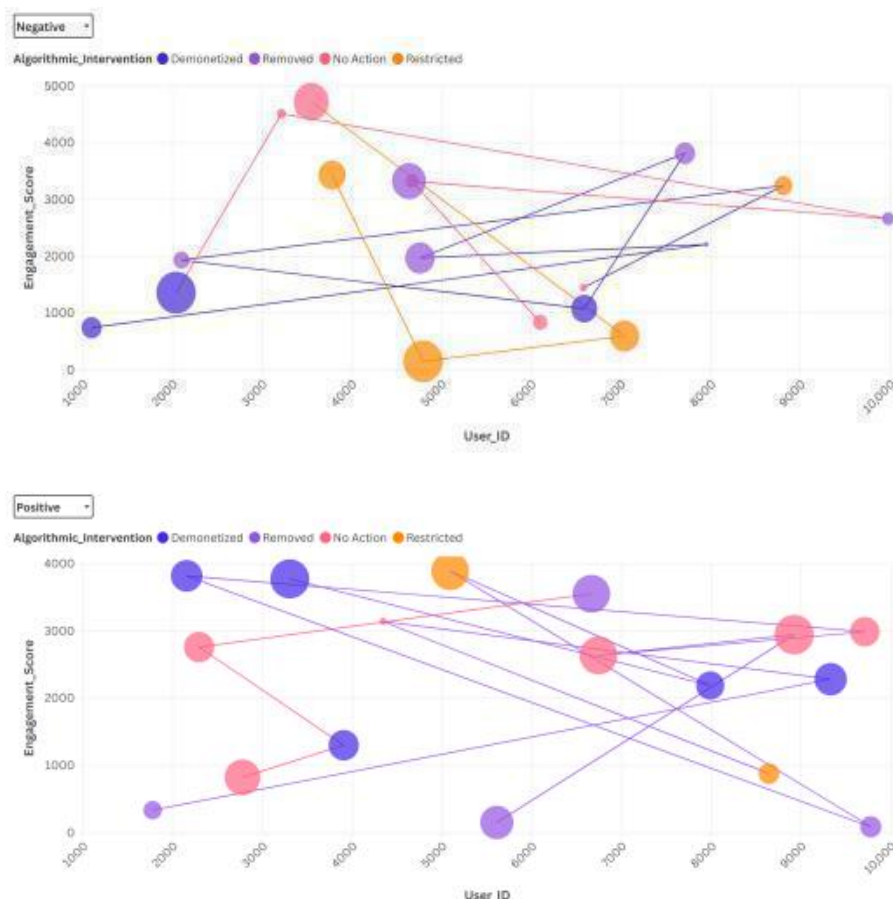 Negative
Algorithmic_Intervention Demonetized Removed No Action Restricted
5000
4000
3000
2000
1000
0
Engagement_Score
1000 2000 3000 4000 5000 6000 7000 8000 9000 10,000
User_ID
Positive
Algorithmic_Intervention Demonetized Removed No Action Restricted
4000
3000
2000
1000
0
Engagement_Score
1000 2000 3000 4000 5000 6000 7000 8000 9000 10,000
User_ID